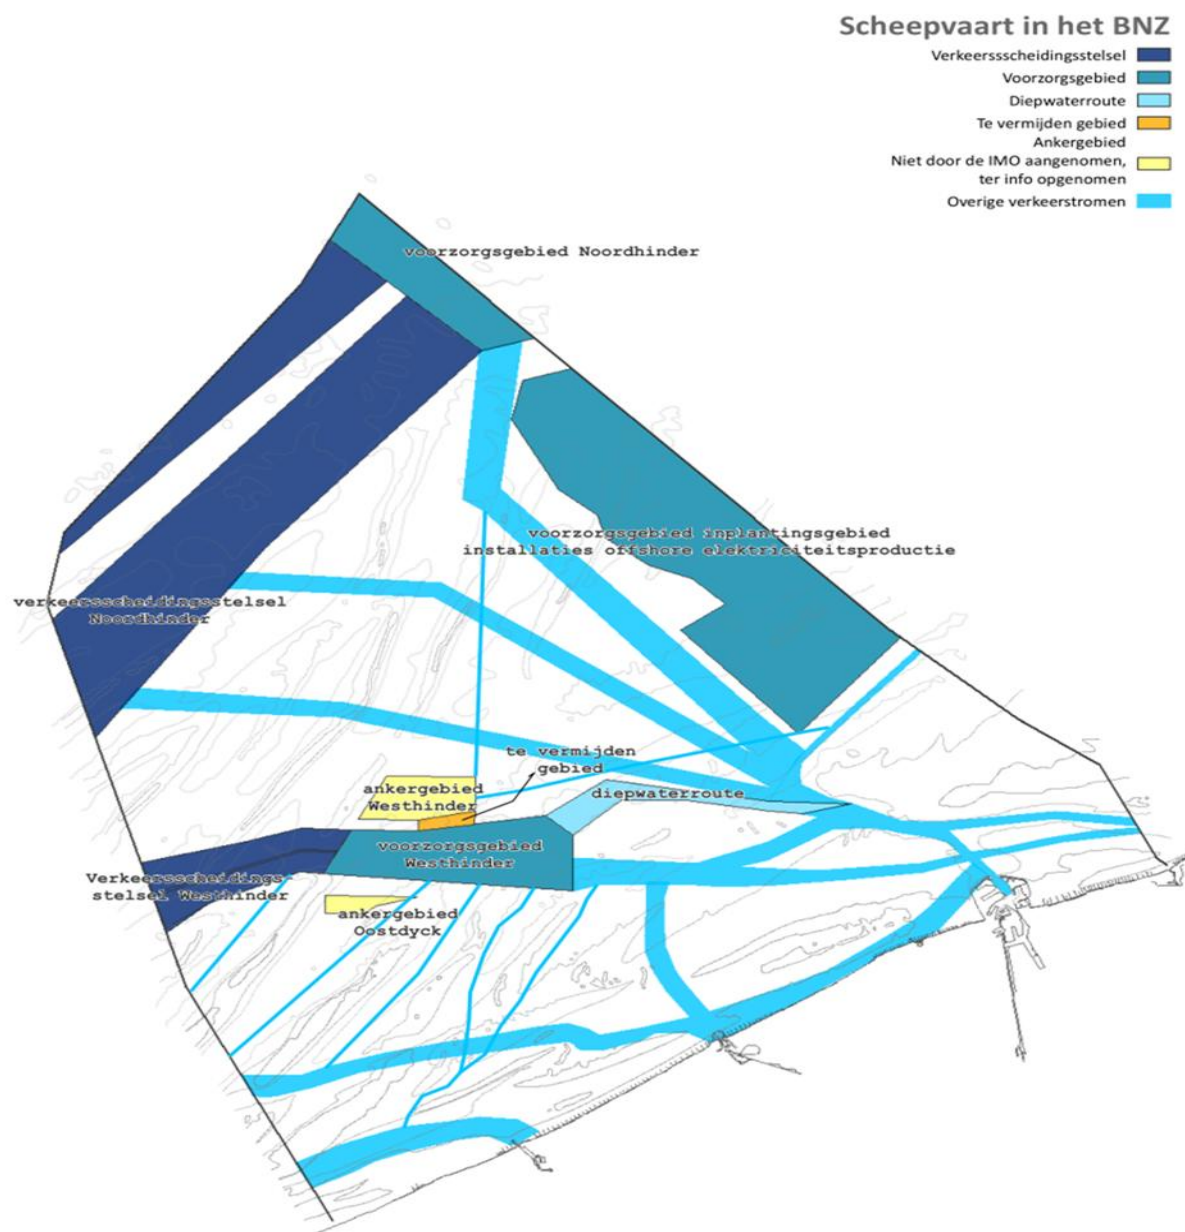 Scheepvaart in het BNZ
Verkeerssscheidingsstelsel
Voorzorgsgebied
Diepwaterroute
Te vermijden gebied
Ankergebied
Niet door de IMO aangenomen,
ter info opgenomen
Overige verkeerstromen
voorzorgsgebied Noordhinder
voorzorgsgebied inplantingsgebied
installaties offshore elektriciteitsproductie
verkeersscheidingsstelsel
Noordhinder
te vermijden
gebied
ankergebied
Westhinder
diepwaterroute
voorzorgsgebied
Westhinder
Verkeersscheidings
stelsel Westhinder
ankergebied
Oostdyck